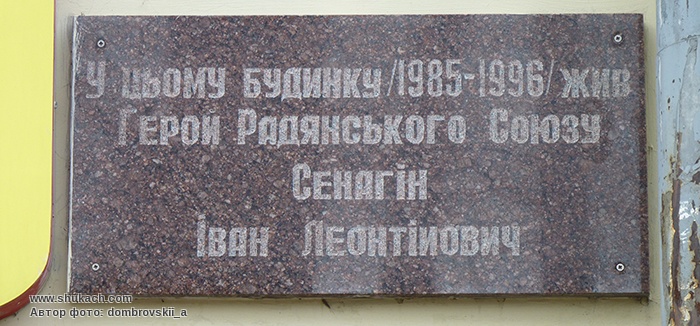 У цьому будинку /1985-1996/ жив
Герой Радянського Союзу
Сенагін
Іван Леонтійович
www.shukach.com
Автор фото: dombrovskii_a